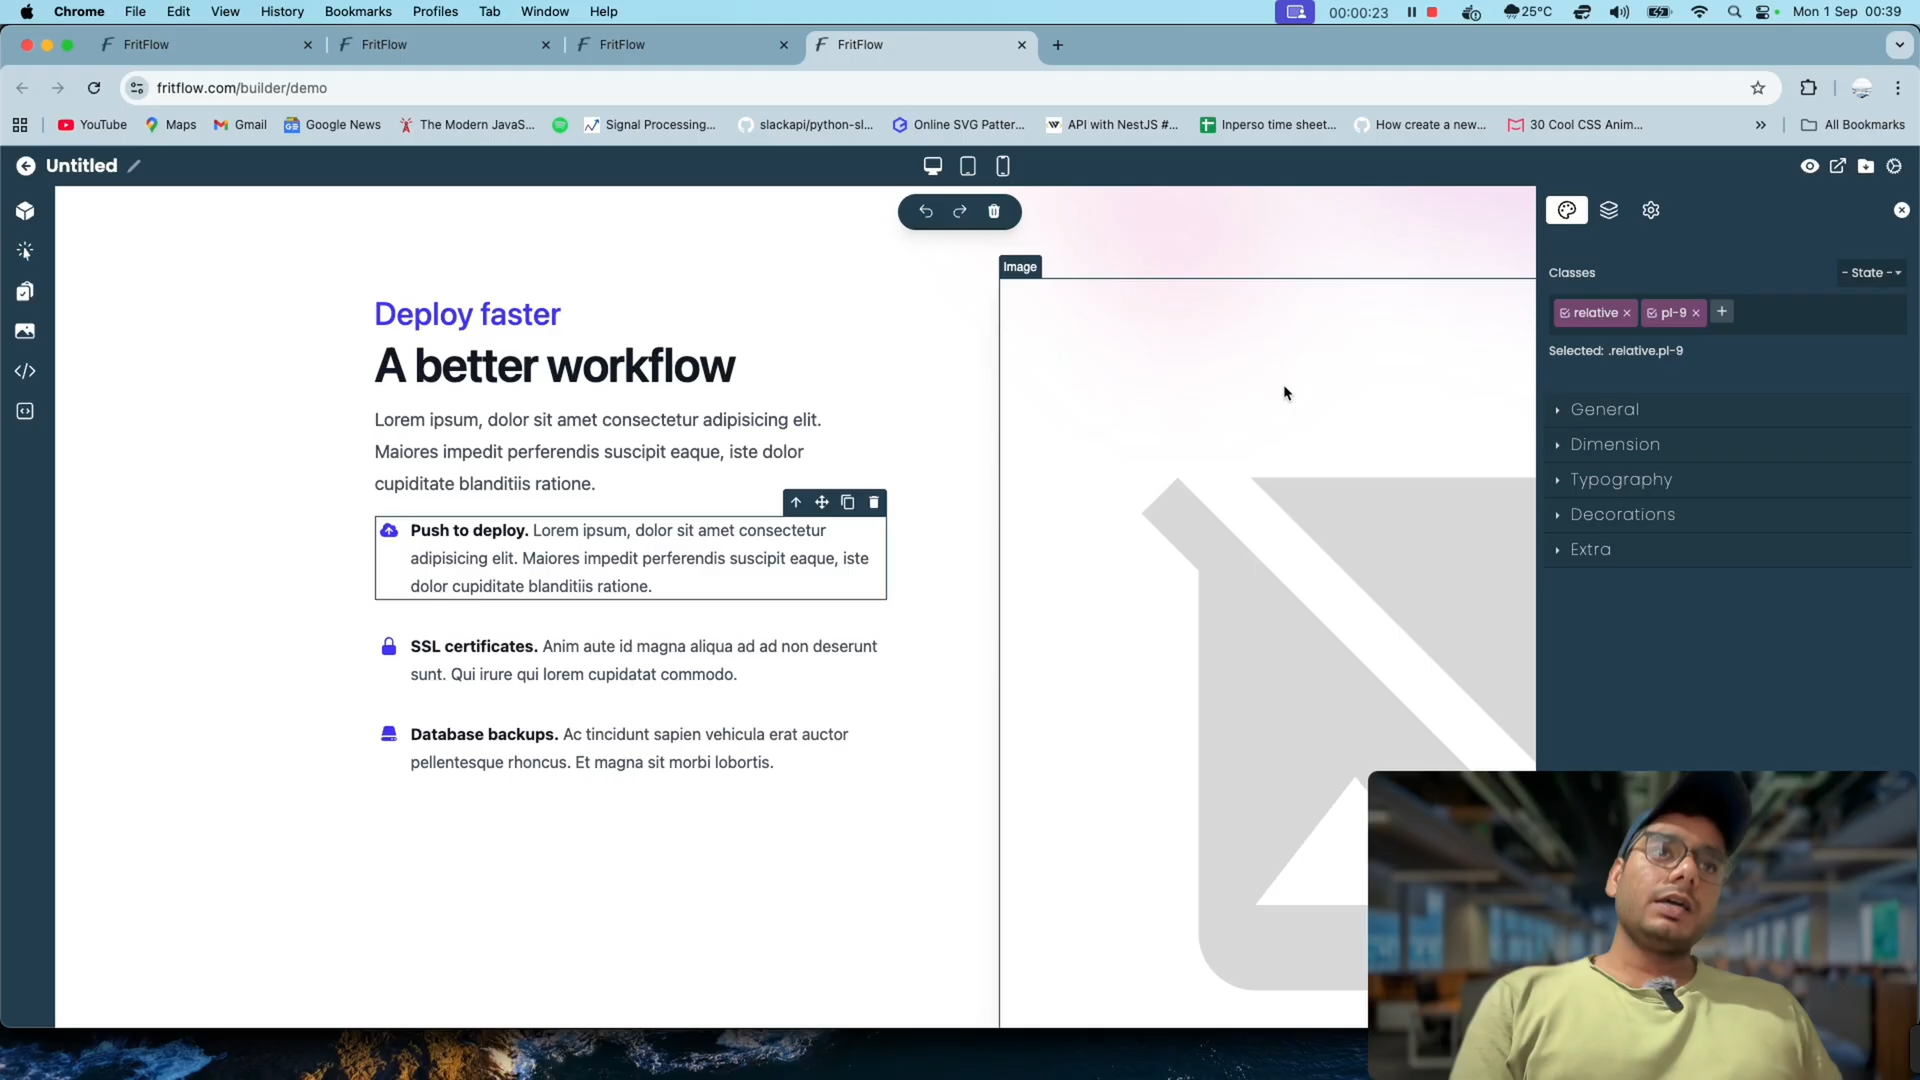 Chrome File Edit View History Bookmarks Profiles Tab Window Help
00:00:23 25°C Mon 1 Sep 00:39
FritFlow FritFlow FritFlow FritFlow
fritflow.com/builder/demo
YouTube Maps Gmail Google News The Modern JavaS... Signal Processing... slackapi/python-sl... Online SVG Patter... API with NestJS #... Inperso time sheet... How create a new... 30 Cool CSS Anim... All Bookmarks
Untitled
Image
Deploy faster
A better workflow
Lorem ipsum, dolor sit amet consectetur adipisicing elit.
Maiores impedit perferendis suscipit eaque, iste dolor
cupiditate blanditiis ratione.
Push to deploy. Lorem ipsum, dolor sit amet consectetur
adipisicing elit. Maiores impedit perferendis suscipit eaque, iste
dolor cupiditate blanditiis ratione.
SSL certificates. Anim aute id magna aliqua ad ad non deserunt
sunt. Qui irure qui lorem cupidatat commodo.
Database backups. Ac tincidunt sapien vehicula erat auctor
pellentesque rhoncus. Et magna sit morbi lobortis.
Classes - State -
relative pl-9 +
Selected: .relative.pl-9
General
Dimension
Typography
Decorations
Extra